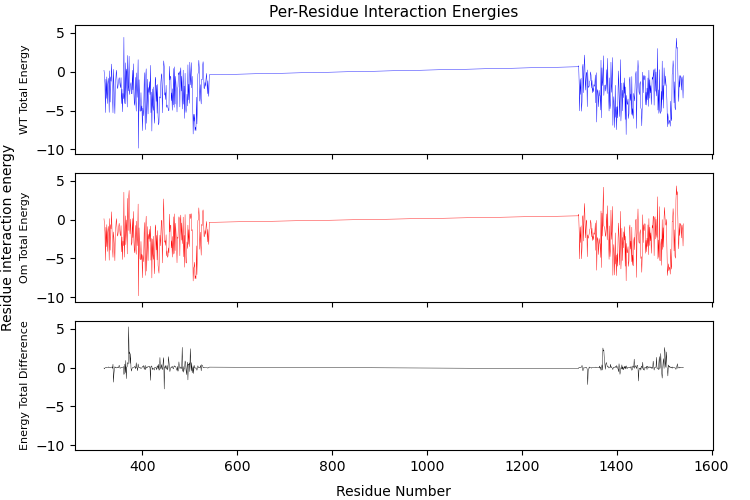 Per-Residue Interaction Energies
Residue interaction energy
WT Total Energy
5
0
−5
−10
Om Total Energy
5
0
−5
−10
Energy Total Difference
5
0
−5
−10
400 600 800 1000 1200 1400 1600
Residue Number